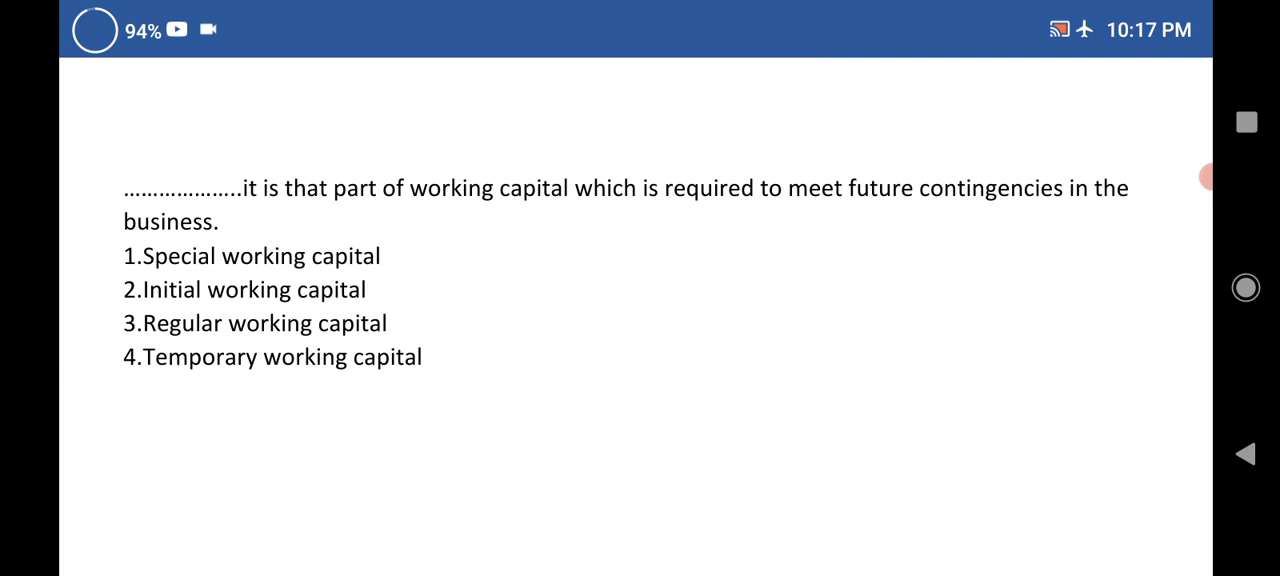 94% 10:17 PM
………………..it is that part of working capital which is required to meet future contingencies in the
business.
1.Special working capital
2.Initial working capital
3.Regular working capital
4.Temporary working capital